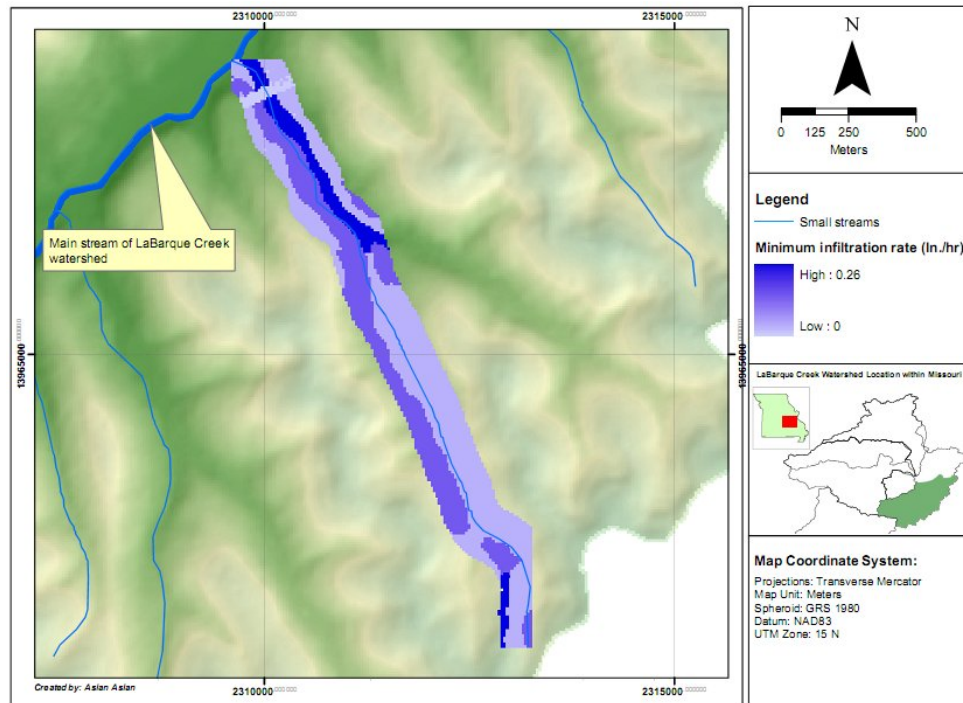 2310000
2315000
13965000
13965000
Main stream of LaBarque Creek
watershed
Created by: Aslan Aslan
2310000
2315000
N
0 125 250 500
Meters
Legend
Small streams
Minimum infiltration rate (In./hr)
High : 0.26
Low : 0
LaBarque Creek Watershed Location within Missouri
Map Coordinate System:
Projections: Transverse Mercator
Map Unit: Meters
Spheroid: GRS 1980
Datum: NAD83
UTM Zone: 15 N